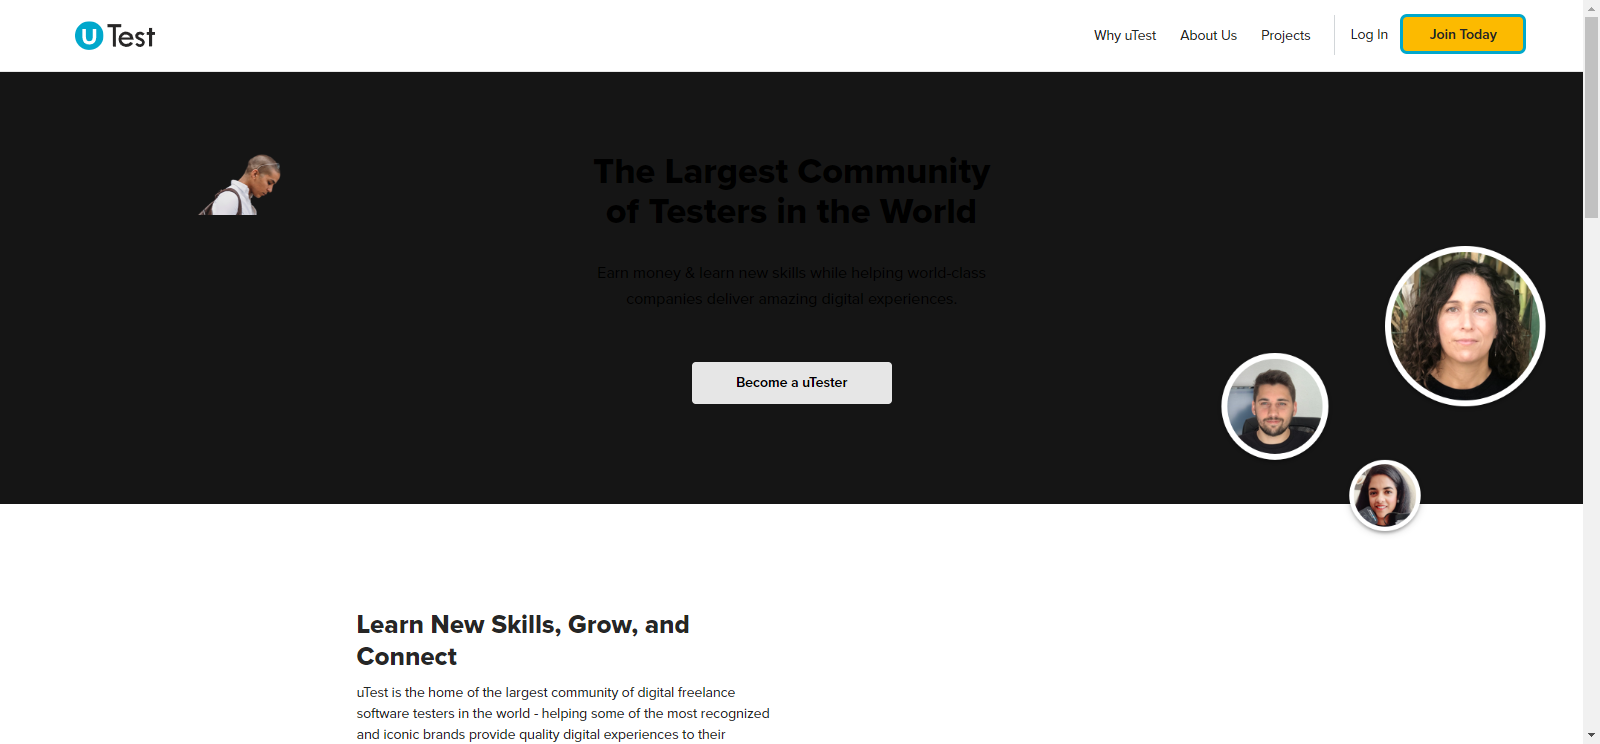 uTest
Why uTest
About Us
Projects
Log In
Join Today
The Largest Community
of Testers in the World
Earn money & learn new skills while helping world-class
companies deliver amazing digital experiences.
Become a uTester
Learn New Skills, Grow, and
Connect
uTest is the home of the largest community of digital freelance
software testers in the world - helping some of the most recognized
and iconic brands provide quality digital experiences to their